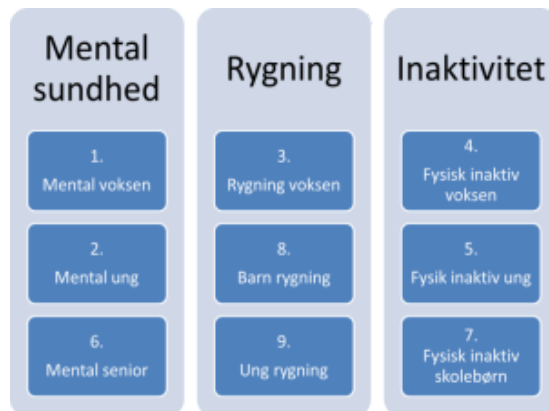 Mental
sundhed
1.
Mental voksen
2.
Mental ung
6.
Mental senior
Rygning
3.
Rygning voksen
8.
Barn rygning
9.
Ung rygning
Inaktivitet
4.
Fysisk inaktiv
voksen
5.
Fysik inaktiv ung
7.
Fysisk inaktiv
skolebørn